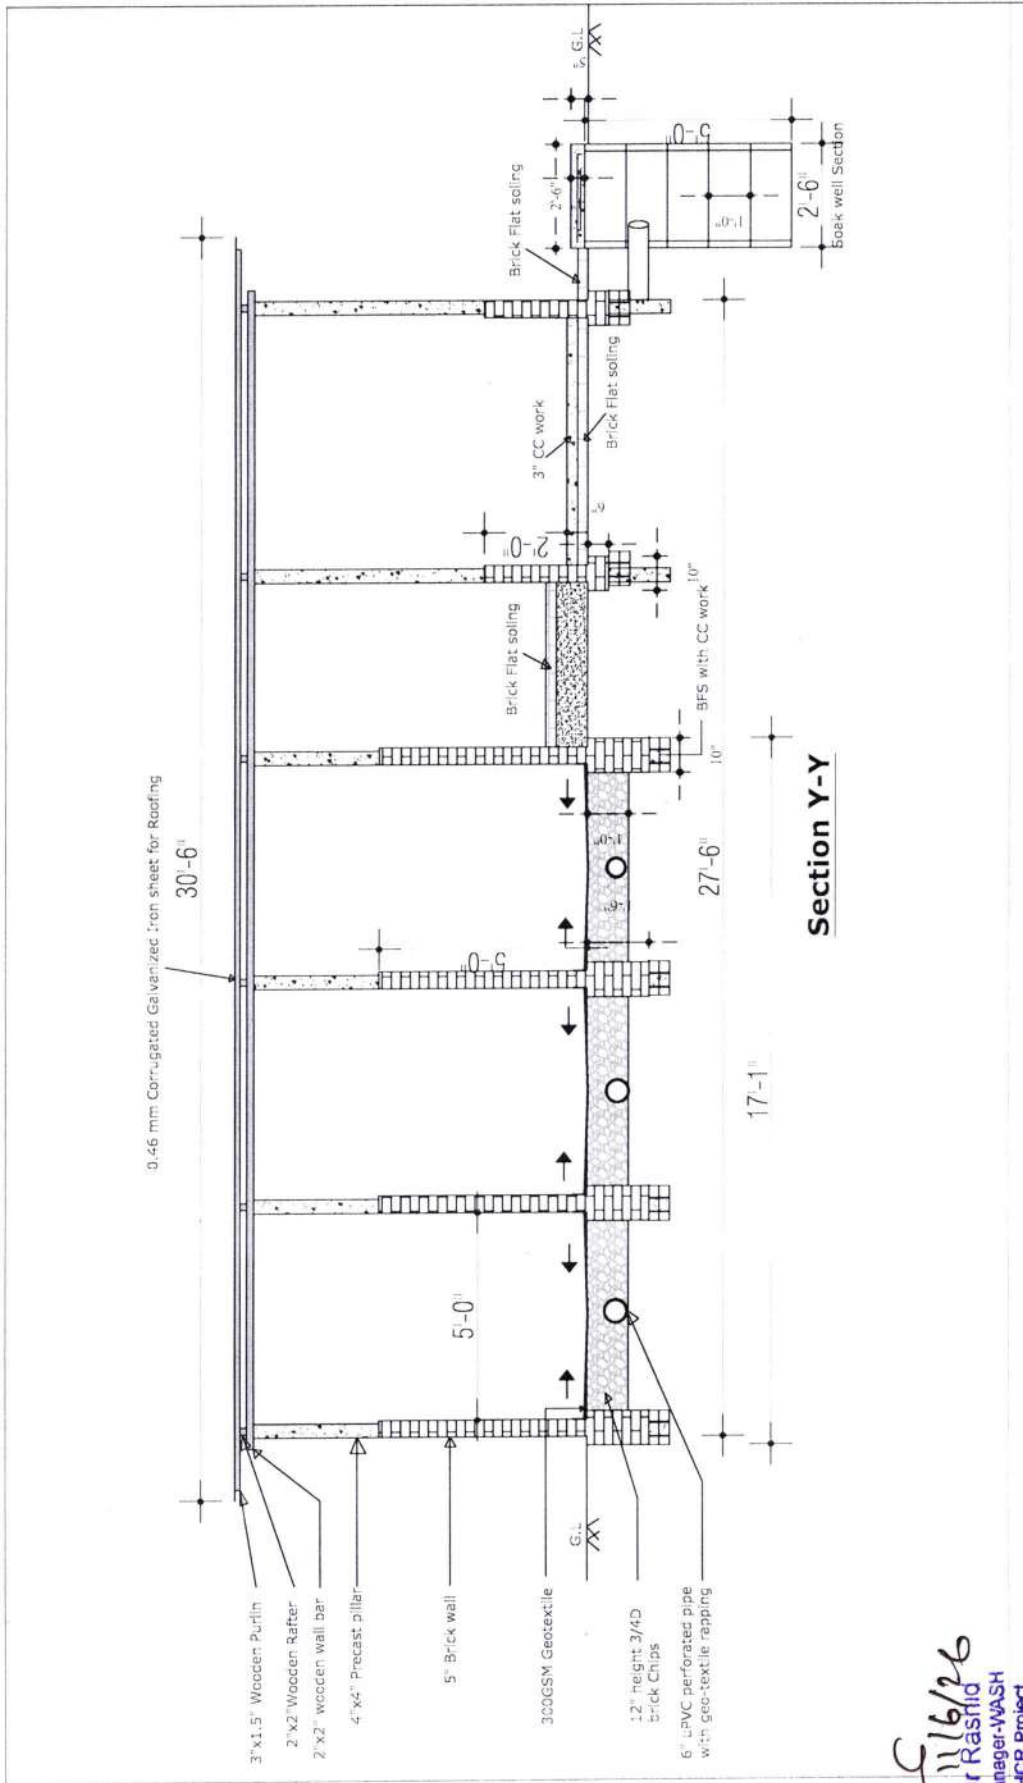 0.46 mm Corrugated Galvanized Iron sheet for Roofing
30'-6"
3"x1.5" Wooden Purlin
2"x2"Wooden Rafter
2"x2" wooden wall bar
4"x4" Precast pillar
5" Brick wall
300GSM Geotextile
12" height 3/4D
brick Chips
6" uPVC perforated pipe
with geo-textile rapping
G.L
5'-0"
5'-0"
1'-0"
10"
BFS with CC work
Brick Flat soling
2'-0"
10"
6"
3" CC work
Brick Flat soling
Brick Flat soling
2'-6"
5"
G.L
5'-0"
1'-0"
2'-6"
Soak well Section
27'-6"
17'-1"
Section Y-Y
11/6/26
r Rashid
nager-WASH
HCR Project